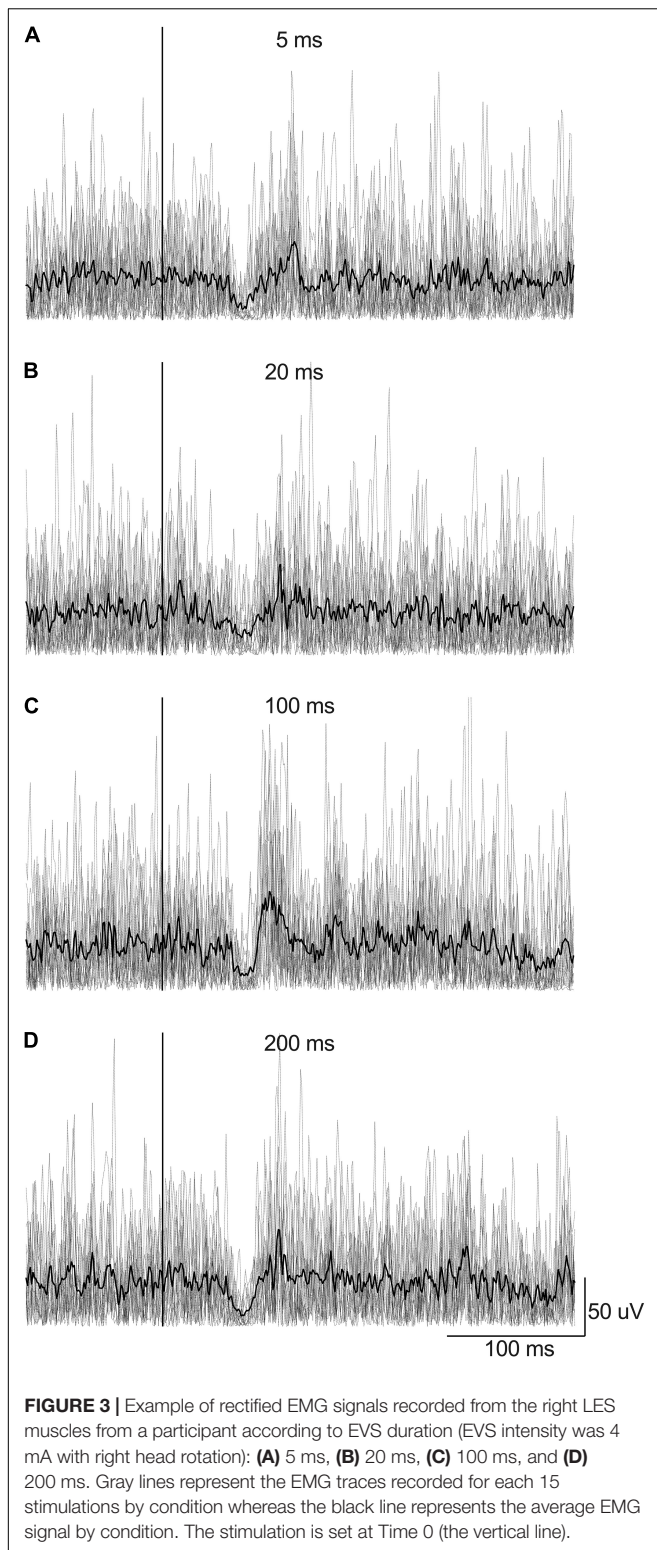 A
5 ms
B
20 ms
C
100 ms
D
200 ms
50 uV
100 ms
FIGURE 3 | Example of rectified EMG signals recorded from the right LES
muscles from a participant according to EVS duration (EVS intensity was 4
mA with right head rotation): (A) 5 ms, (B) 20 ms, (C) 100 ms, and (D)
200 ms. Gray lines represent the EMG traces recorded for each 15
stimulations by condition whereas the black line represents the average EMG
signal by condition. The stimulation is set at Time 0 (the vertical line).